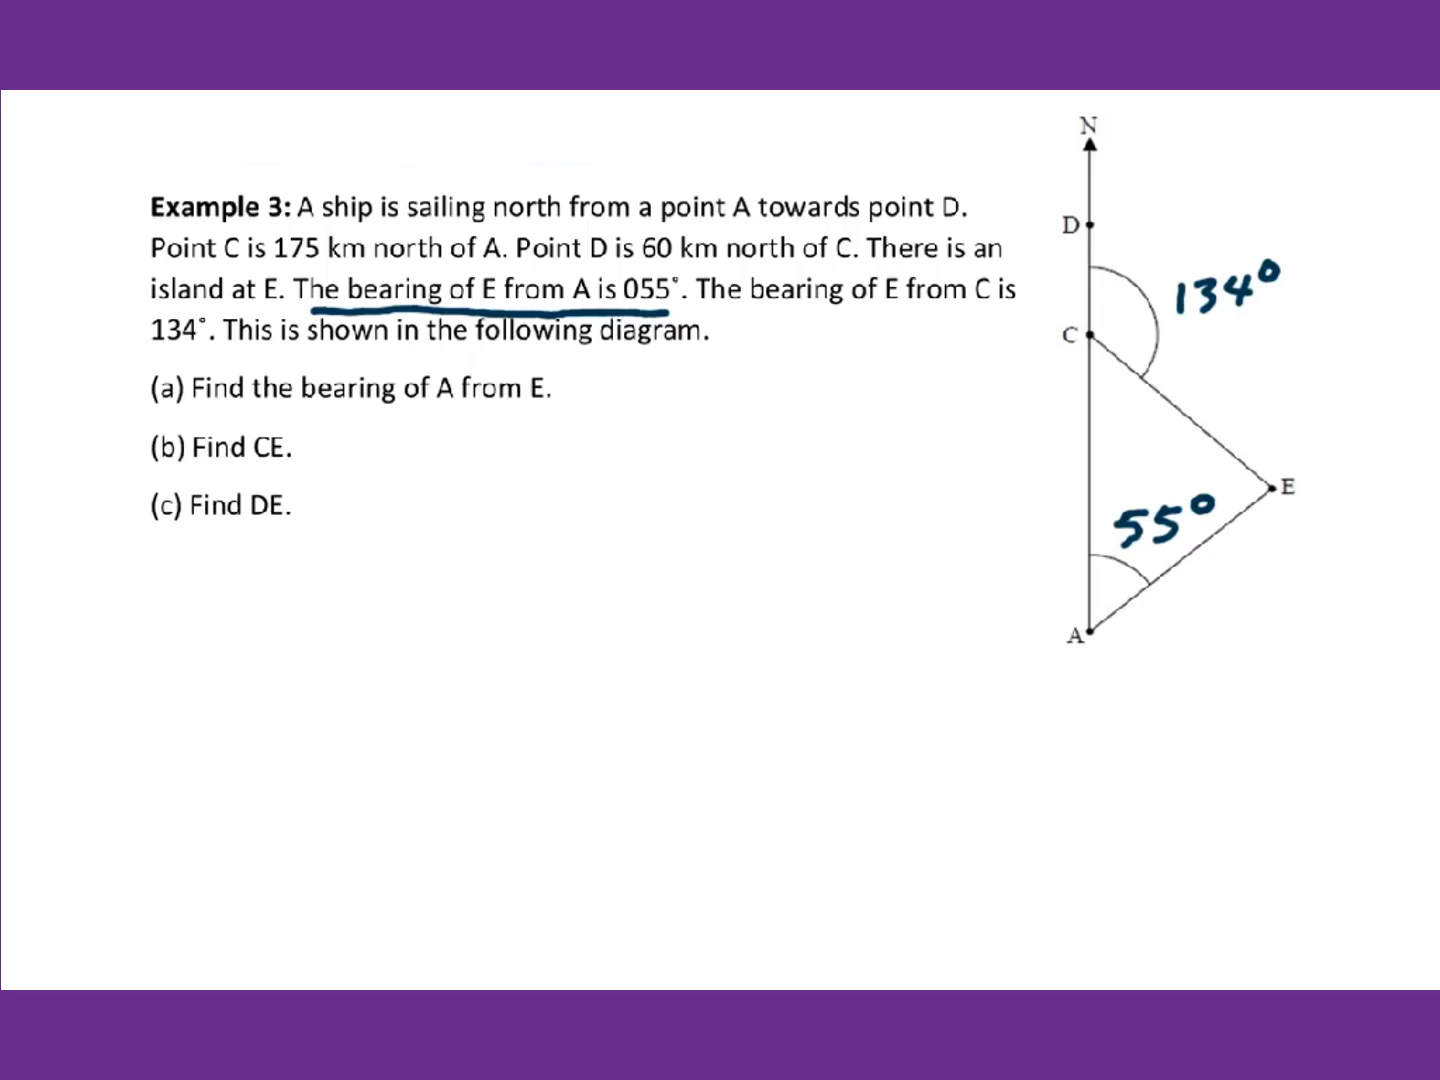 Example 3: A ship is sailing north from a point A towards point D.
Point C is 175 km north of A. Point D is 60 km north of C. There is an
island at E. The bearing of E from A is 055˚. The bearing of E from C is
134˚. This is shown in the following diagram.
(a) Find the bearing of A from E.
(b) Find CE.
(c) Find DE.
N
D
134°
C
E
55°
A